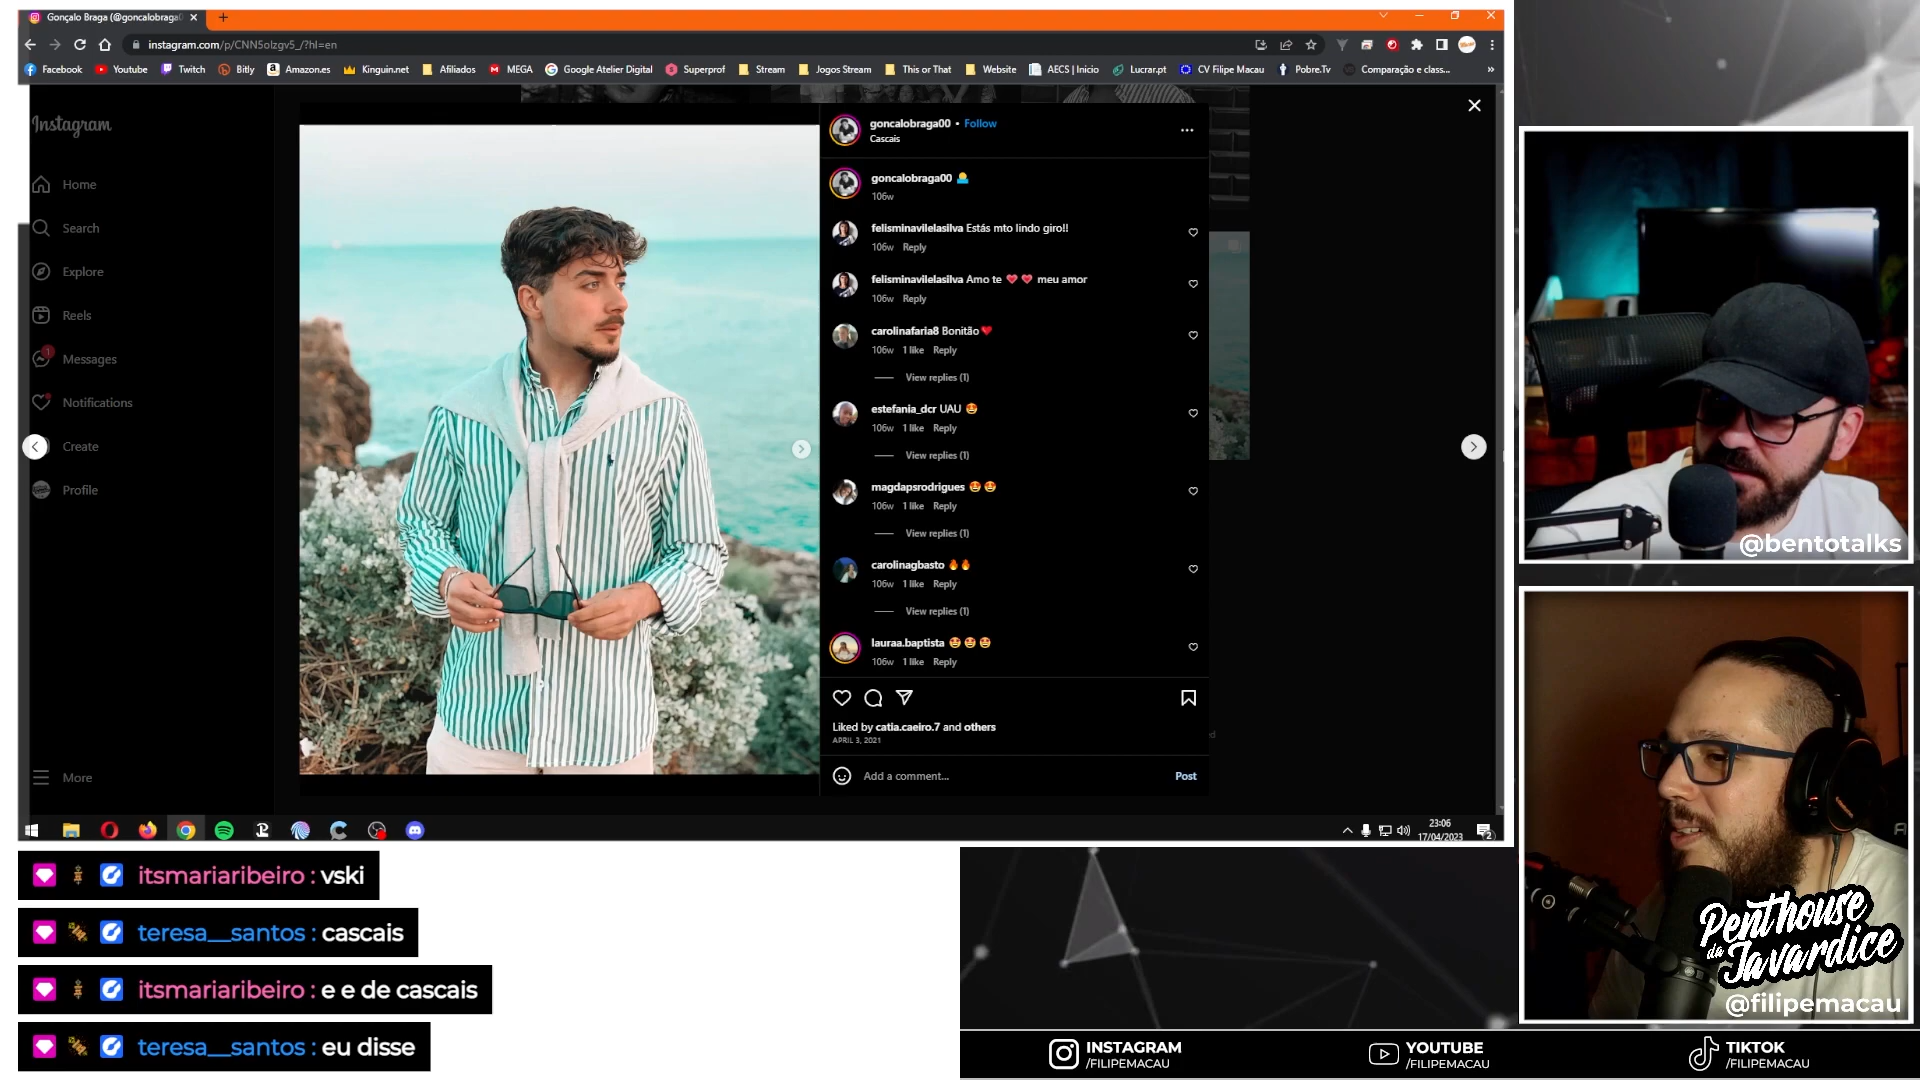 Gonçalo Braga (@goncalobraga0
instagram.com/p/CNN5olzgv5_/?hl=en
Facebook Youtube Twitch Bitly Amazon.es Kinguin.net Afiliados MEGA Google Atelier Digital Superprof Stream Jogos Stream This or That Website AECS | Inicio Lucrar.pt CV Filipe Macau Pobre.Tv Comparação e class... »
Instagram
Home
Search
Explore
Reels
1
Messages
Notifications
Create
Profile
More
goncalobraga00 • Follow
Cascais
goncalobraga00
106w
felisminavilelasilva Estás mto lindo giro!!
106w Reply
felisminavilelasilva Amo te ❤️ ❤️ meu amor
106w Reply
carolinafaria8 Bonitão❤️
106w 1 like Reply
View replies (1)
estefania_dcr UAU 🤩
106w 1 like Reply
View replies (1)
magdapsrodrigues 🤩 🤩
106w 1 like Reply
View replies (1)
carolinagbasto 🔥🔥
106w 1 like Reply
View replies (1)
lauraa.baptista 🤩 🤩 🤩
106w 1 like Reply
Liked by catia.caeiro.7 and others
APRIL 3, 2021
Add a comment... Post
23:06
17/04/2023
2
@bentotalks
Penthouse
da Javardice
@filipemacau
itsmariaribeiro : vski
teresa__santos : cascais
itsmariaribeiro : e e de cascais
teresa__santos : eu disse
INSTAGRAM
/FILIPEMACAU
YOUTUBE
/FILIPEMACAU
TIKTOK
/FILIPEMACAU